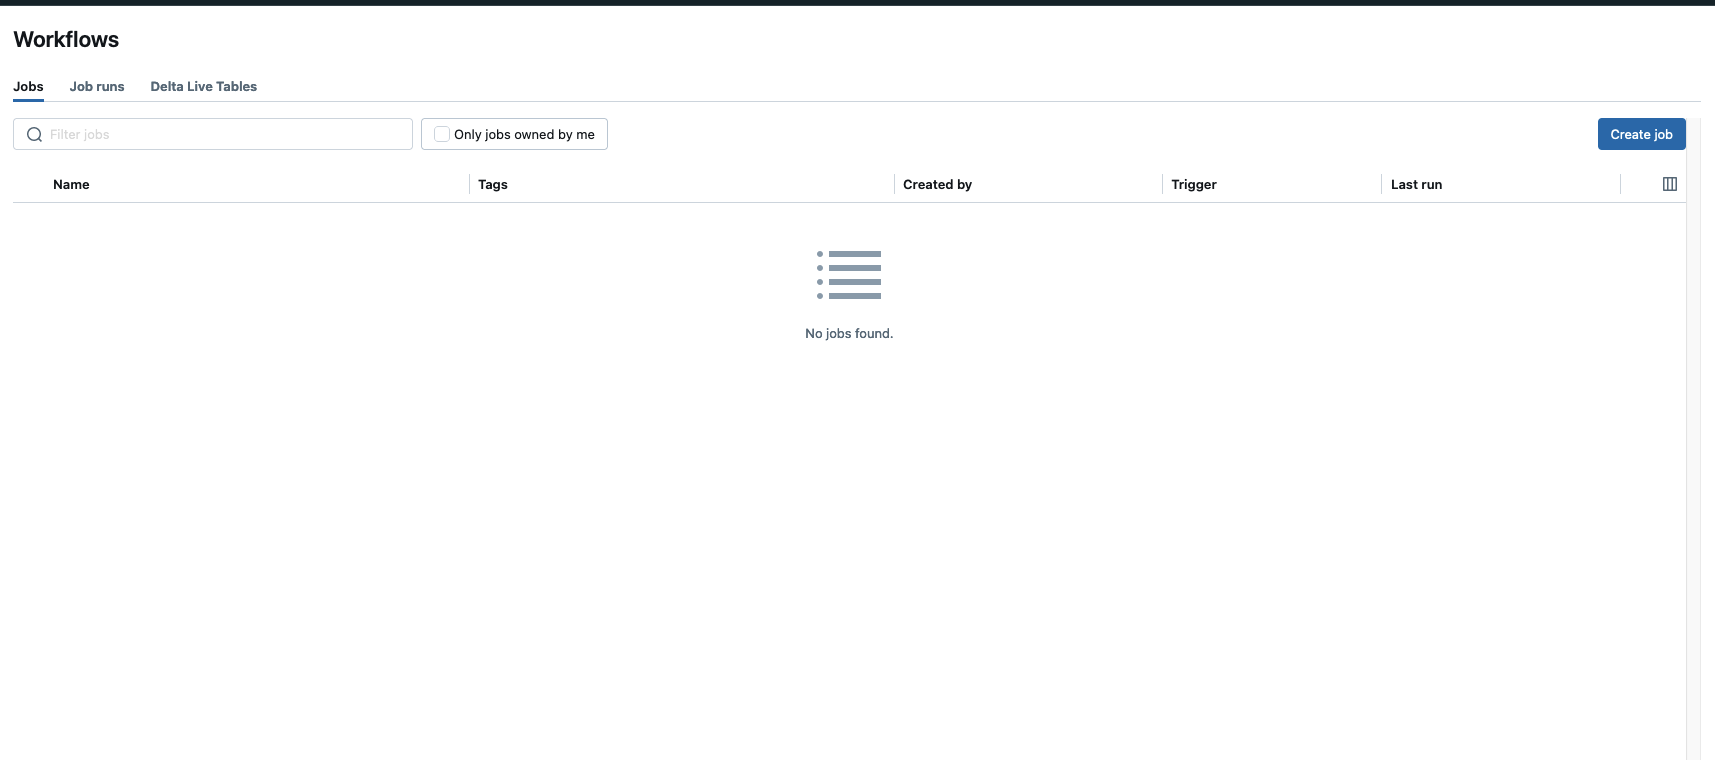 Workflows
Jobs Job runs Delta Live Tables
Filter jobs Only jobs owned by me Create job
Name Tags Created by Trigger Last run
No jobs found.